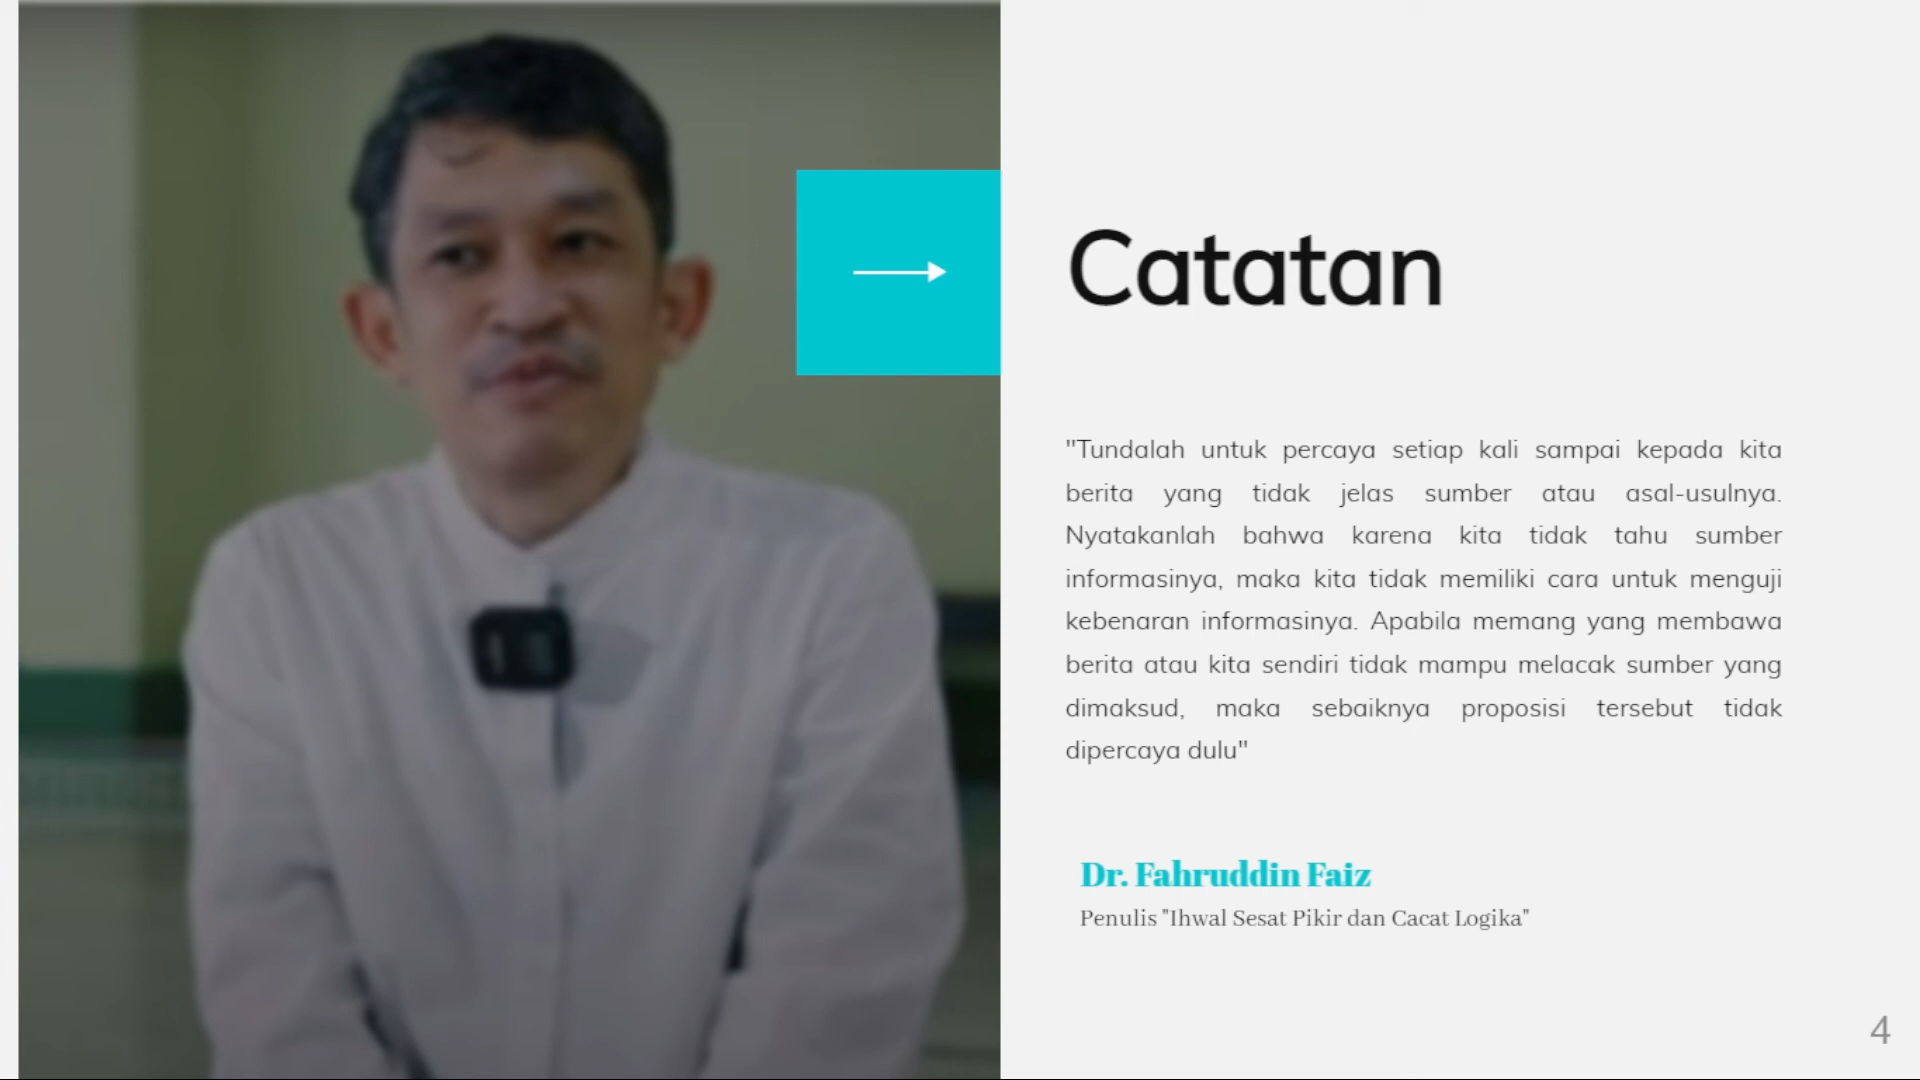 Catatan
"Tundalah untuk percaya setiap kali sampai kepada kita
berita yang tidak jelas sumber atau asal-usulnya.
Nyatakanlah bahwa karena kita tidak tahu sumber
informasinya, maka kita tidak memiliki cara untuk menguji
kebenaran informasinya. Apabila memang yang membawa
berita atau kita sendiri tidak mampu melacak sumber yang
dimaksud, maka sebaiknya proposisi tersebut tidak
dipercaya dulu"
Dr. Fahruddin Faiz
Penulis "Ihwal Sesat Pikir dan Cacat Logika"
4